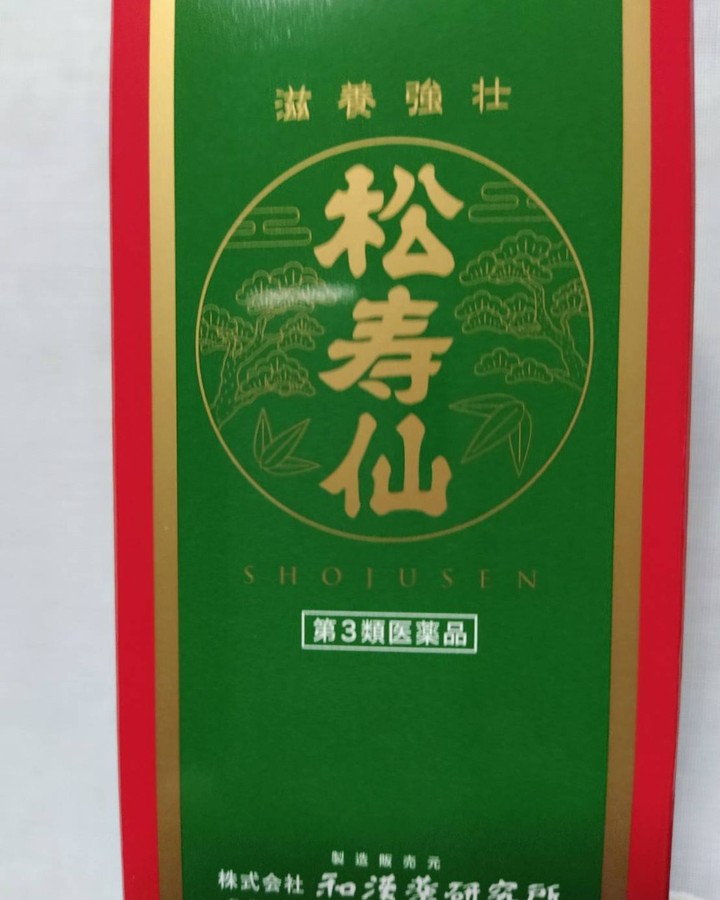 滋養強壮
松寿仙
SHOJUSEN
第3類医薬品
製造販売元
株式会社 和漢薬研究所